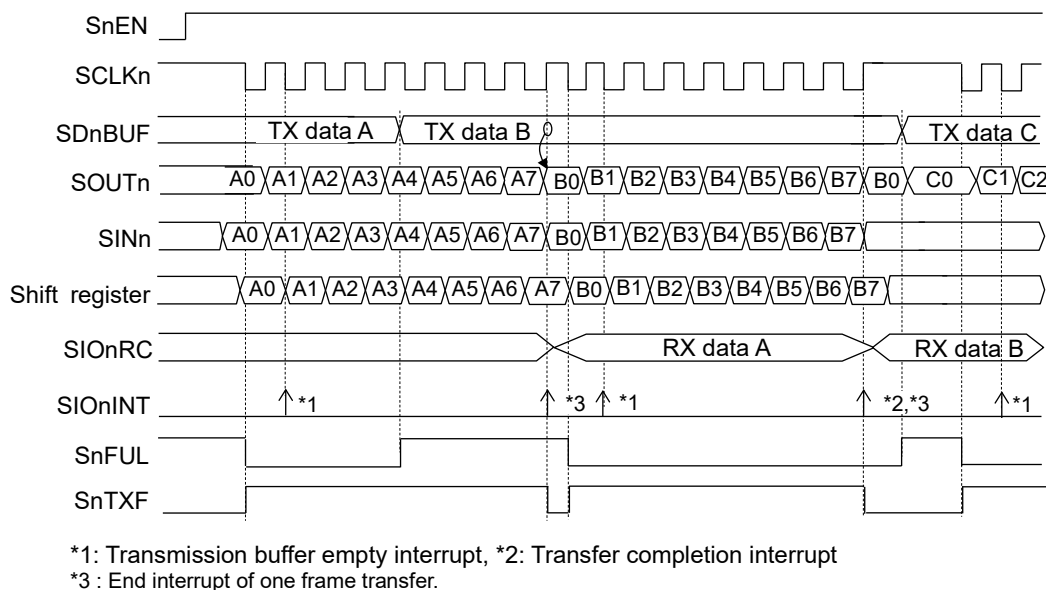 SnEN
SCLKn
SDnBUF TX data A TX data B TX data C
SOUTn A0 A1 A2 A3 A4 A5 A6 A7 B0 B1 B2 B3 B4 B5 B6 B7 B0 C0 C1 C2
SINn A0 A1 A2 A3 A4 A5 A6 A7 B0 B1 B2 B3 B4 B5 B6 B7
Shift register A0 A1 A2 A3 A4 A5 A6 A7 B0 B1 B2 B3 B4 B5 B6 B7
SIOnRC RX data A RX data B
SIOnINT *1 *3 *1 *2,*3 *1
SnFUL
SnTXF
*1: Transmission buffer empty interrupt, *2: Transfer completion interrupt
*3 : End interrupt of one frame transfer.